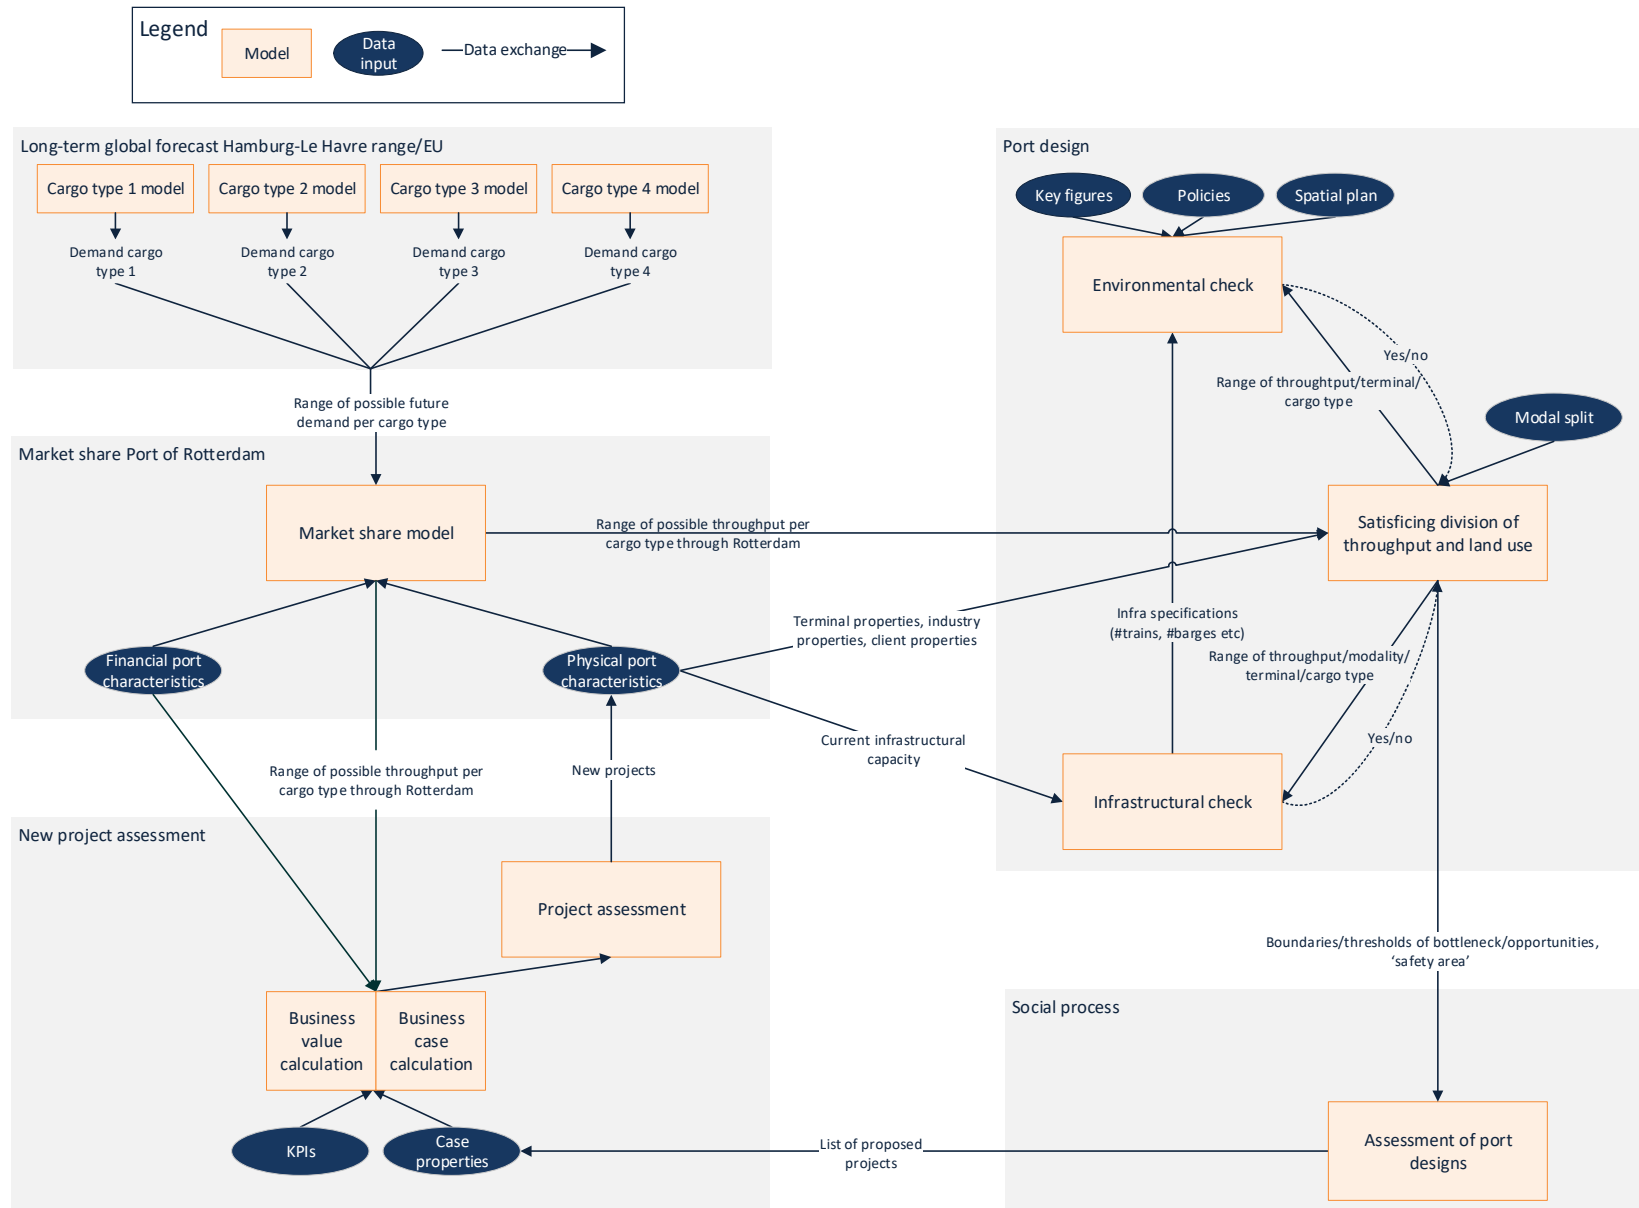 Legend
Model
Data
input
Data exchange
Long-term global forecast Hamburg-Le Havre range/EU
Cargo type 1 model
Cargo type 2 model
Cargo type 3 model
Cargo type 4 model
Demand cargo
type 1
Demand cargo
type 2
Demand cargo
type 3
Demand cargo
type 4
Range of possible future
demand per cargo type
Market share Port of Rotterdam
Market share model
Range of possible throughput per
cargo type through Rotterdam
Financial port
characteristics
Physical port
characteristics
Terminal properties, industry
properties, client properties
Current infrastructural
capacity
Range of possible throughput per
cargo type through Rotterdam
New projects
New project assessment
Project assessment
Business
value
calculation
Business
case
calculation
KPIs
Case
properties
List of proposed
projects
Port design
Key figures
Policies
Spatial plan
Environmental check
Yes/no
Range of throughtput/terminal/
cargo type
Modal split
Satisficing division of
throughput and land use
Infra specifications
(#trains, #barges etc)
Range of throughput/modality/
terminal/cargo type
Yes/no
Infrastructural check
Boundaries/thresholds of bottleneck/opportunities,
‘safety area’
Social process
Assessment of port
designs